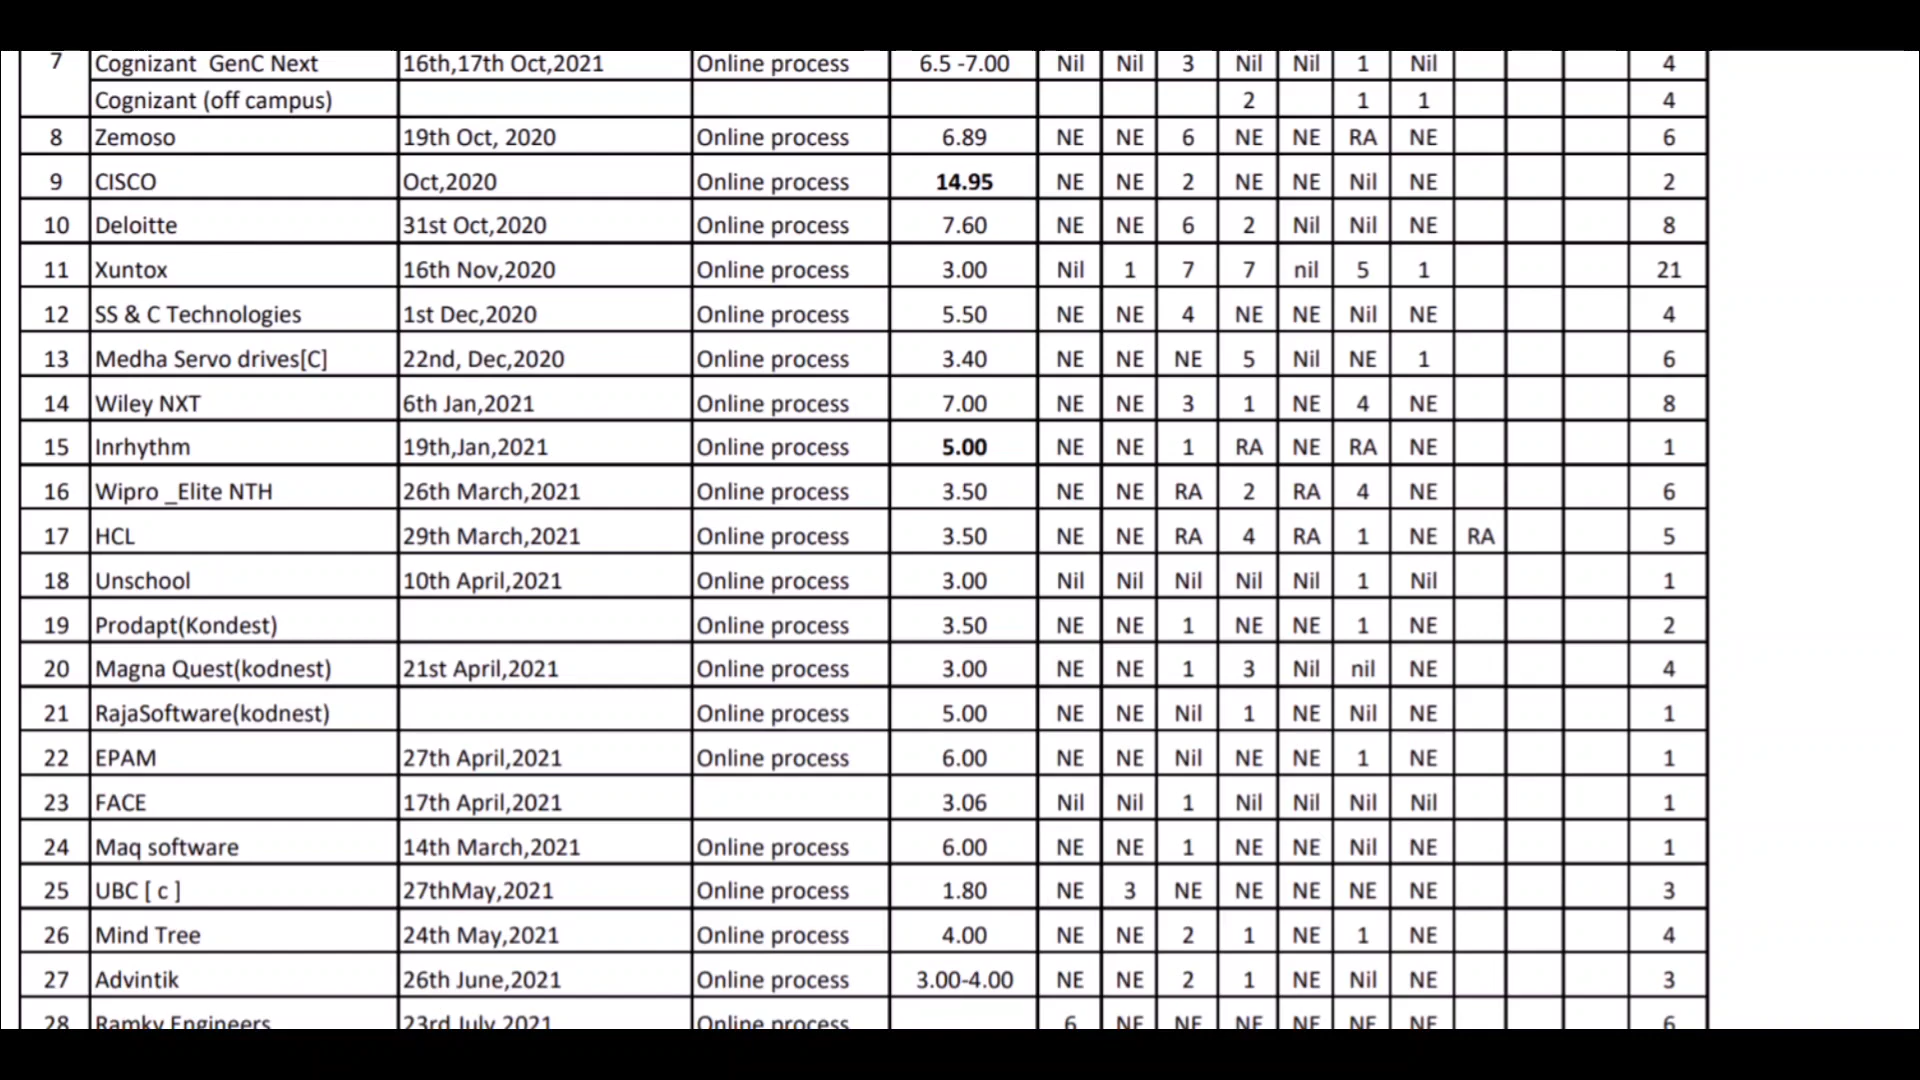 7 Cognizant GenC Next 16th,17th Oct,2021 Online process 6.5 -7.00 Nil Nil 3 Nil Nil 1 Nil 4
Cognizant (off campus) 2 1 1 4
8 Zemoso 19th Oct, 2020 Online process 6.89 NE NE 6 NE NE RA NE 6
9 CISCO Oct,2020 Online process 14.95 NE NE 2 NE NE Nil NE 2
10 Deloitte 31st Oct,2020 Online process 7.60 NE NE 6 2 Nil Nil NE 8
11 Xuntox 16th Nov,2020 Online process 3.00 Nil 1 7 7 nil 5 1 21
12 SS & C Technologies 1st Dec,2020 Online process 5.50 NE NE 4 NE NE Nil NE 4
13 Medha Servo drives[C] 22nd, Dec,2020 Online process 3.40 NE NE NE 5 Nil NE 1 6
14 Wiley NXT 6th Jan,2021 Online process 7.00 NE NE 3 1 NE 4 NE 8
15 Inrhythm 19th,Jan,2021 Online process 5.00 NE NE 1 RA NE RA NE 1
16 Wipro _Elite NTH 26th March,2021 Online process 3.50 NE NE RA 2 RA 4 NE 6
17 HCL 29th March,2021 Online process 3.50 NE NE RA 4 RA 1 NE RA 5
18 Unschool 10th April,2021 Online process 3.00 Nil Nil Nil Nil Nil 1 Nil 1
19 Prodapt(Kondest) Online process 3.50 NE NE 1 NE NE 1 NE 2
20 Magna Quest(kodnest) 21st April,2021 Online process 3.00 NE NE 1 3 Nil nil NE 4
21 RajaSoftware(kodnest) Online process 5.00 NE NE Nil 1 NE Nil NE 1
22 EPAM 27th April,2021 Online process 6.00 NE NE Nil NE NE 1 NE 1
23 FACE 17th April,2021 3.06 Nil Nil 1 Nil Nil Nil Nil 1
24 Maq software 14th March,2021 Online process 6.00 NE NE 1 NE NE Nil NE 1
25 UBC [ c ] 27thMay,2021 Online process 1.80 NE 3 NE NE NE NE NE 3
26 Mind Tree 24th May,2021 Online process 4.00 NE NE 2 1 NE 1 NE 4
27 Advintik 26th June,2021 Online process 3.00-4.00 NE NE 2 1 NE Nil NE 3
28 Ramky Engineers 23rd July,2021 Online process 6 NE NE NE NE NE NE 6